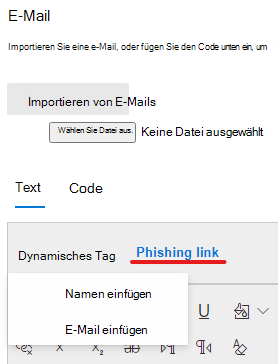 E-Mail
Importieren Sie eine e-Mail, oder fügen Sie den Code unten ein, um
Importieren von E-Mails
Wählen Sie Datei aus. Keine Datei ausgewählt
Text Code
Dynamisches Tag Phishing link
Namen einfügen
E-Mail einfügen